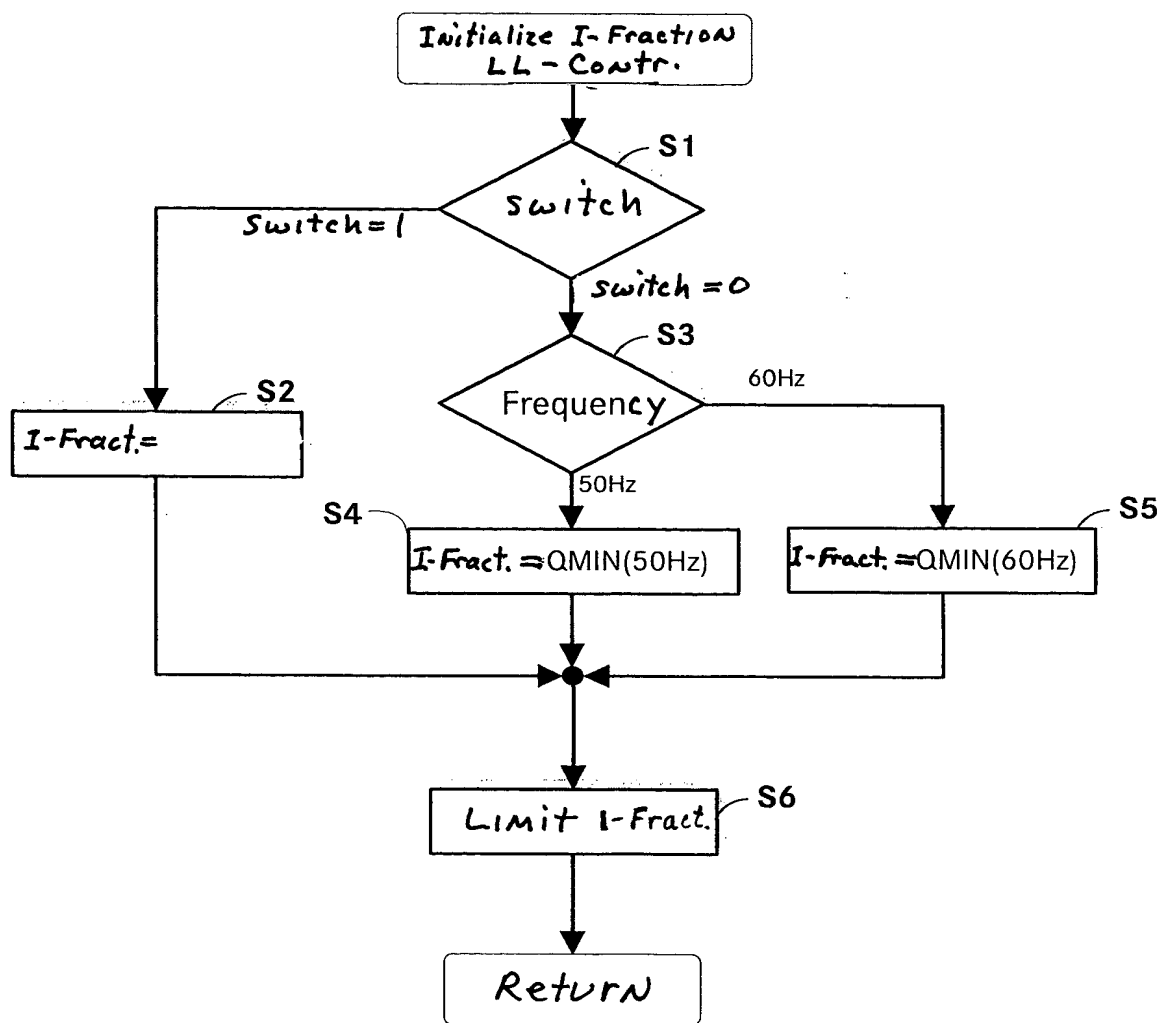 Initialize I-Fraction
LL-Contr.
S1
switch
Switch=1
switch=0
S3
Frequency
60Hz
S2
I-Fract.=
50Hz
S4
I-Fract.=QMIN(50Hz)
S5
I-Fract.=QMIN(60Hz)
S6
Limit I-Fract.
Return